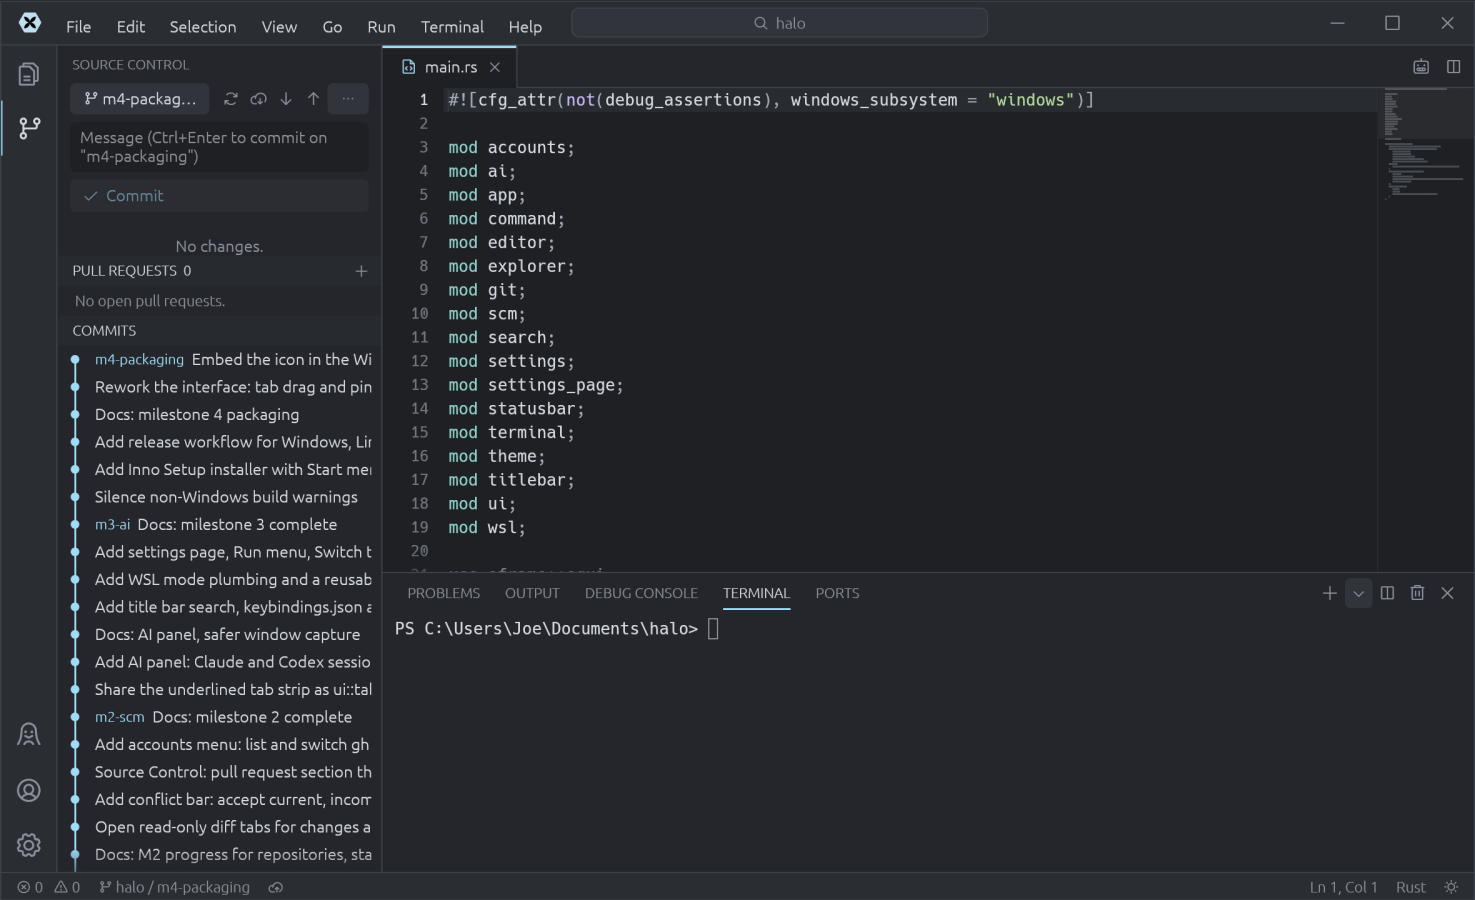 File Edit Selection View Go Run Terminal Help
halo
SOURCE CONTROL
m4-packag...
...
Message (Ctrl+Enter to commit on
"m4-packaging")
Commit
No changes.
PULL REQUESTS 0
No open pull requests.
COMMITS
m4-packaging Embed the icon in the Wi
Rework the interface: tab drag and pin
Docs: milestone 4 packaging
Add release workflow for Windows, Lin
Add Inno Setup installer with Start men
Silence non-Windows build warnings
m3-ai Docs: milestone 3 complete
Add settings page, Run menu, Switch t
Add WSL mode plumbing and a reusab
Add title bar search, keybindings.json a
Docs: AI panel, safer window capture
Add AI panel: Claude and Codex sessio
Share the underlined tab strip as ui::tal
m2-scm Docs: milestone 2 complete
Add accounts menu: list and switch gh
Source Control: pull request section th
Add conflict bar: accept current, incom
Open read-only diff tabs for changes a
Docs: M2 progress for repositories, sta
main.rs
1 #![cfg_attr(not(debug_assertions), windows_subsystem = "windows")]
2
3 mod accounts;
4 mod ai;
5 mod app;
6 mod command;
7 mod editor;
8 mod explorer;
9 mod git;
10 mod scm;
11 mod search;
12 mod settings;
13 mod settings_page;
14 mod statusbar;
15 mod terminal;
16 mod theme;
17 mod titlebar;
18 mod ui;
19 mod wsl;
20
PROBLEMS OUTPUT DEBUG CONSOLE TERMINAL PORTS
PS C:\Users\Joe\Documents\halo>
0 0 halo / m4-packaging
Ln 1, Col 1 Rust